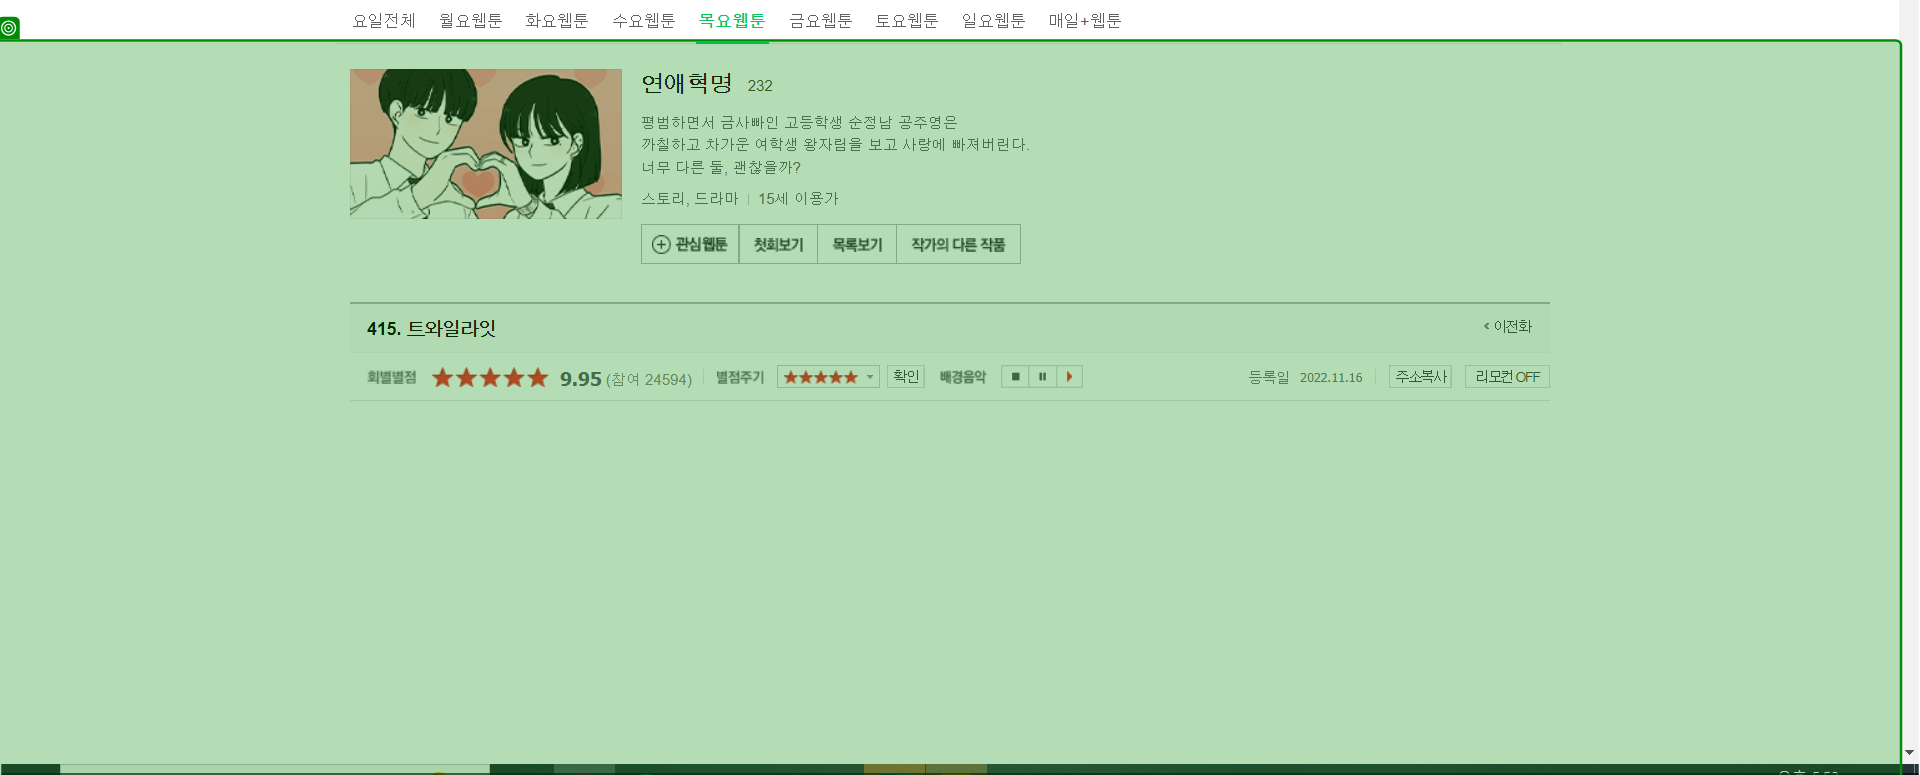 요일전체 월요웹툰 화요웹툰 수요웹툰 목요웹툰 금요웹툰 토요웹툰 일요웹툰 매일+웹툰
연애혁명 232
평범하면서 금사빠인 고등학생 순정남 공주영은
까칠하고 차가운 여학생 왕자림을 보고 사랑에 빠져버린다.
너무 다른 둘, 괜찮을까?
스토리, 드라마 15세 이용가
관심웹툰 첫회보기 목록보기 작가의 다른 작품
415. 트와일라잇 이전화
회별별점 9.95 (참여 24594) 별점주기 확인 배경음악 등록일 2022.11.16 주소복사 리모컨 OFF